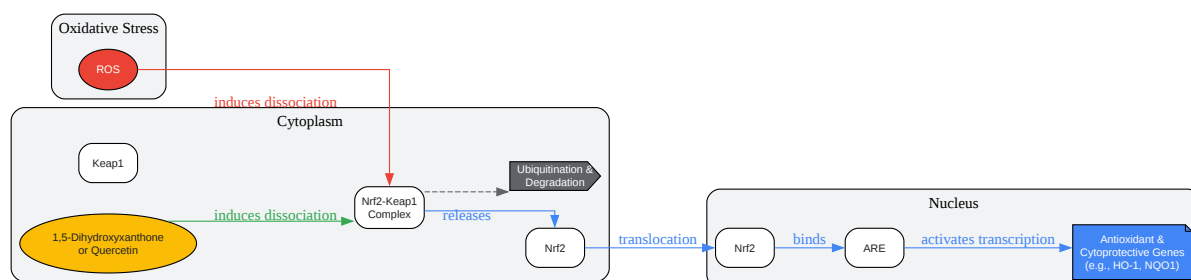 Oxidative Stress
ROS
induces dissociation
Cytoplasm
Keap1
Ubiquitination &
Degradation
Nrf2-Keap1
Complex
induces dissociation
releases
1,5-Dihydroxyxanthone
or Quercetin
Nrf2
translocation
Nucleus
Nrf2
binds
ARE
activates transcription
Antioxidant &
Cytoprotective Genes
(e.g., HO-1, NQO1)